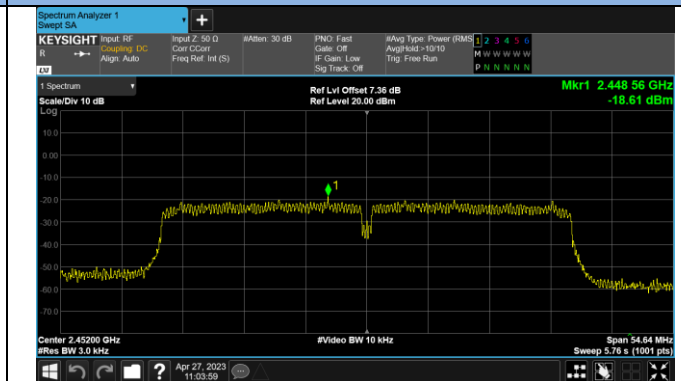 Spectrum Analyzer 1
Swept SA
KEYSIGHT Input: RF Input Z: 50 Ω #Atten: 30 dB PNO: Fast #Avg Type: Power (RMS 1 2 3 4 5 6
R Coupling: DC Corr CCorr Gate: Off Avg|Hold:>10/10 M W W W W W
Align: Auto Freq Ref: Int (S) IF Gain: Low Trig: Free Run
Sig Track: Off P N N N N N
LXI
1 Spectrum Ref Lvl Offset 7.36 dB Mkr1 2.448 56 GHz
Scale/Div 10 dB Ref Level 20.00 dBm -18.61 dBm
Log
10.0
0.00
-10.0
1
-20.0
-30.0
-40.0
-50.0
-60.0
-70.0
Center 2.45200 GHz #Video BW 10 kHz Span 54.64 MHz
#Res BW 3.0 kHz Sweep 5.76 s (1001 pts)
? Apr 27, 2023
11:03:59